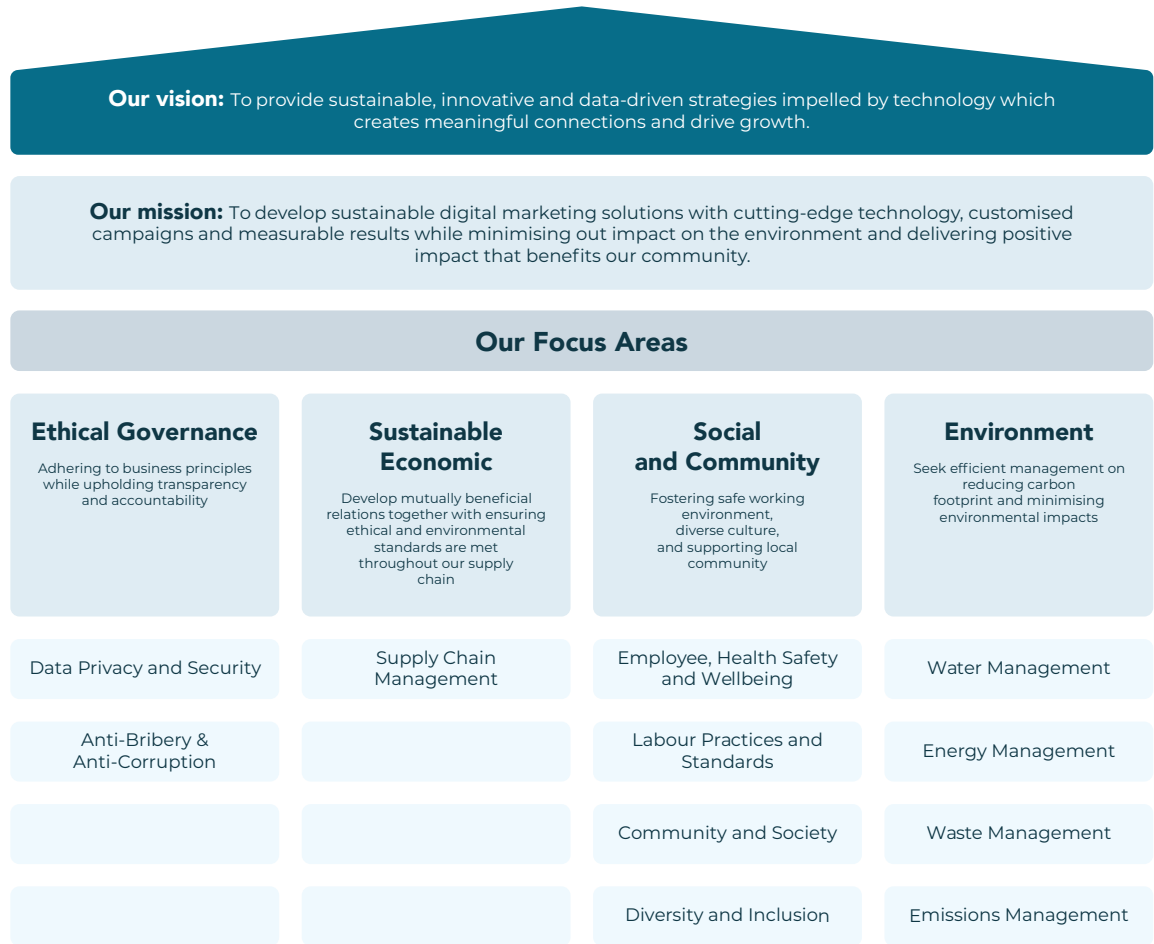 Our vision: To provide sustainable, innovative and data-driven strategies impelled by technology which
creates meaningful connections and drive growth.
Our mission: To develop sustainable digital marketing solutions with cutting-edge technology, customised
campaigns and measurable results while minimising out impact on the environment and delivering positive
impact that benefits our community.
Our Focus Areas
Ethical Governance
Adhering to business principles
while upholding transparency
and accountability
Sustainable
Economic
Develop mutually beneficial
relations together with ensuring
ethical and environmental
standards are met
throughout our supply
chain
Social
and Community
Fostering safe working
environment,
diverse culture,
and supporting local
community
Environment
Seek efficient management on
reducing carbon
footprint and minimising
environmental impacts
Data Privacy and Security
Supply Chain
Management
Employee, Health Safety
and Wellbeing
Water Management
Anti-Bribery &
Anti-Corruption
Labour Practices and
Standards
Energy Management
Community and Society
Waste Management
Diversity and Inclusion
Emissions Management